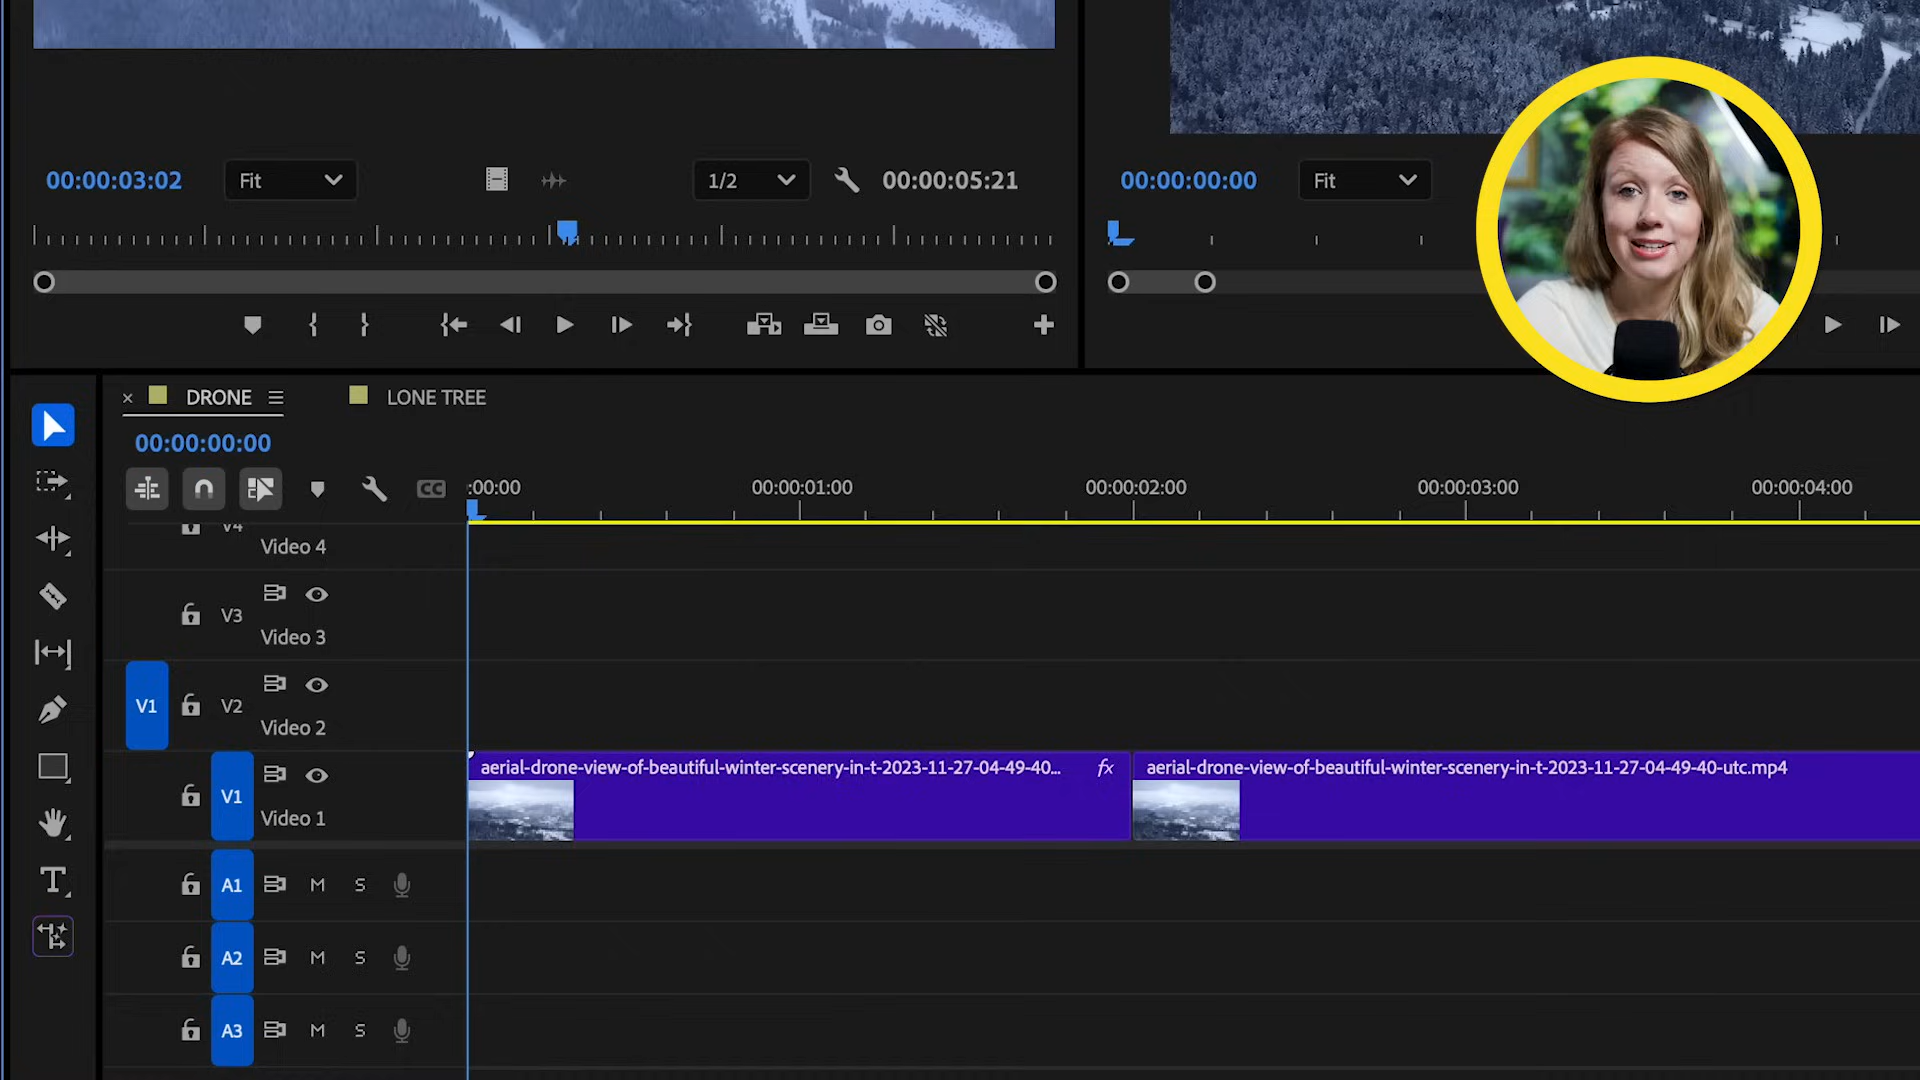 00:00:03:02 Fit 1/2 00:00:05:21 00:00:00:00 Fit
DRONE LONE TREE
00:00:00:00
CC :00:00 00:00:01:00 00:00:02:00 00:00:03:00 00:00:04:00
V4
Video 4
V3
Video 3
V1 V2
Video 2
aerial-drone-view-of-beautiful-winter-scenery-in-t-2023-11-27-04-49-40... fx aerial-drone-view-of-beautiful-winter-scenery-in-t-2023-11-27-04-49-40-utc.mp4
V1
Video 1
A1 M S
T
A2 M S
A3 M S